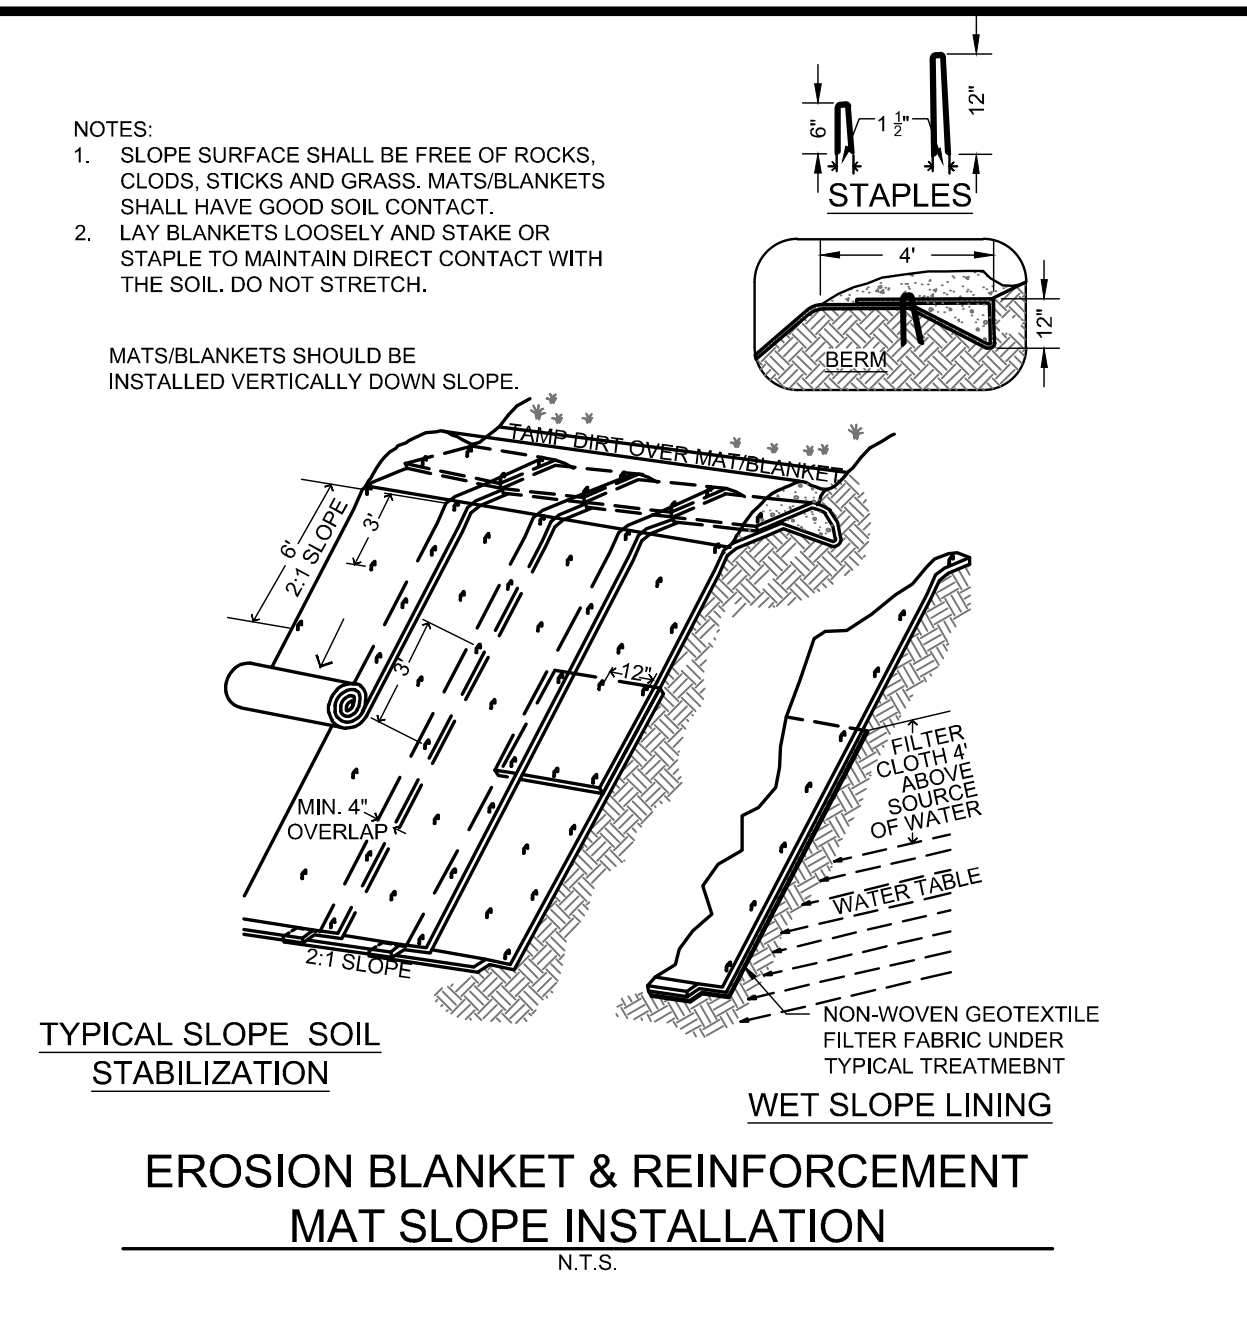 NOTES:
1. SLOPE SURFACE SHALL BE FREE OF ROCKS,
CLODS, STICKS AND GRASS. MATS/BLANKETS
SHALL HAVE GOOD SOIL CONTACT.
2. LAY BLANKETS LOOSELY AND STAKE OR
STAPLE TO MAINTAIN DIRECT CONTACT WITH
THE SOIL. DO NOT STRETCH.
6"
1 1/2"
12"
STAPLES
4'
12"
BERM
MATS/BLANKETS SHOULD BE
INSTALLED VERTICALLY DOWN SLOPE.
TAMP DIRT OVER MAT/BLANKET
6'
2:1 SLOPE
3'
3'
12"
MIN. 4"
OVERLAP
2:1 SLOPE
FILTER
CLOTH 4'
ABOVE
SOURCE
OF WATER
WATER TABLE
NON-WOVEN GEOTEXTILE
FILTER FABRIC UNDER
TYPICAL TREATMEBNT
TYPICAL SLOPE SOIL
STABILIZATION
WET SLOPE LINING
EROSION BLANKET & REINFORCEMENT
MAT SLOPE INSTALLATION
N.T.S.